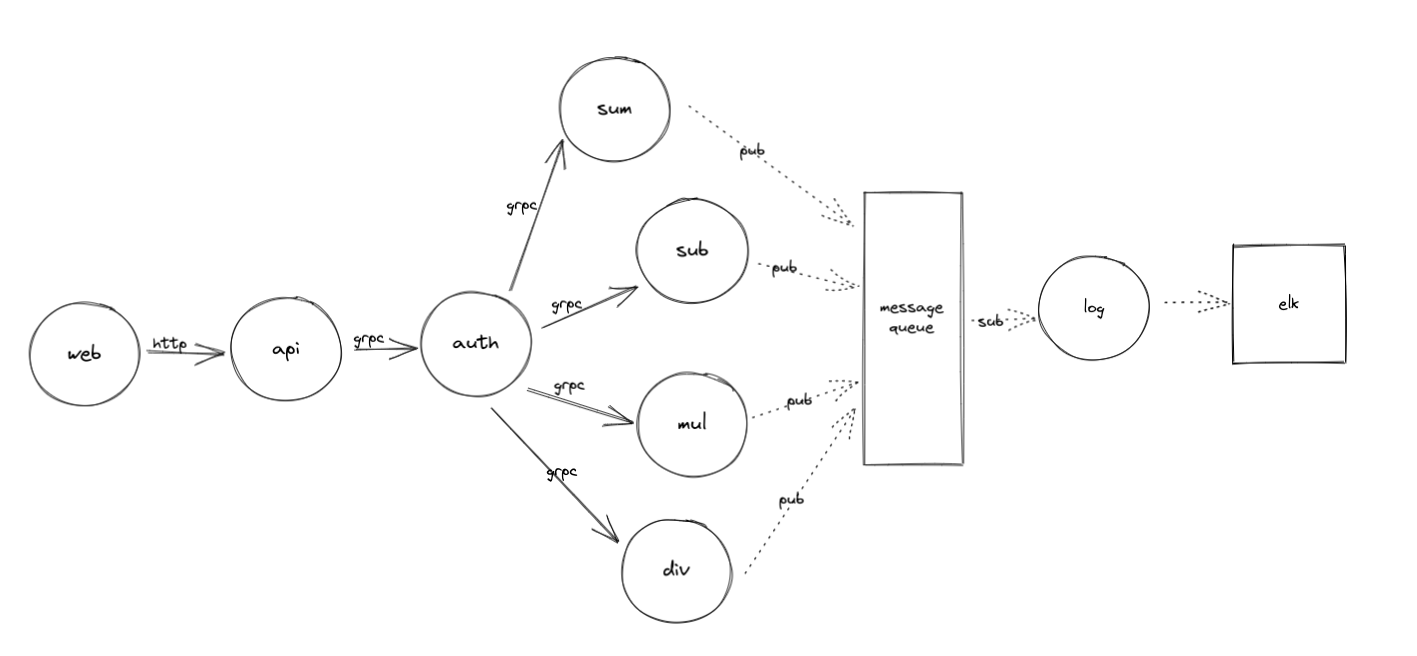 sum
pub
grpc
sub
pub
grpc
message
queue
sub
log
elk
web
http
api
grpc
auth
grpc
mul
pub
grpc
pub
div